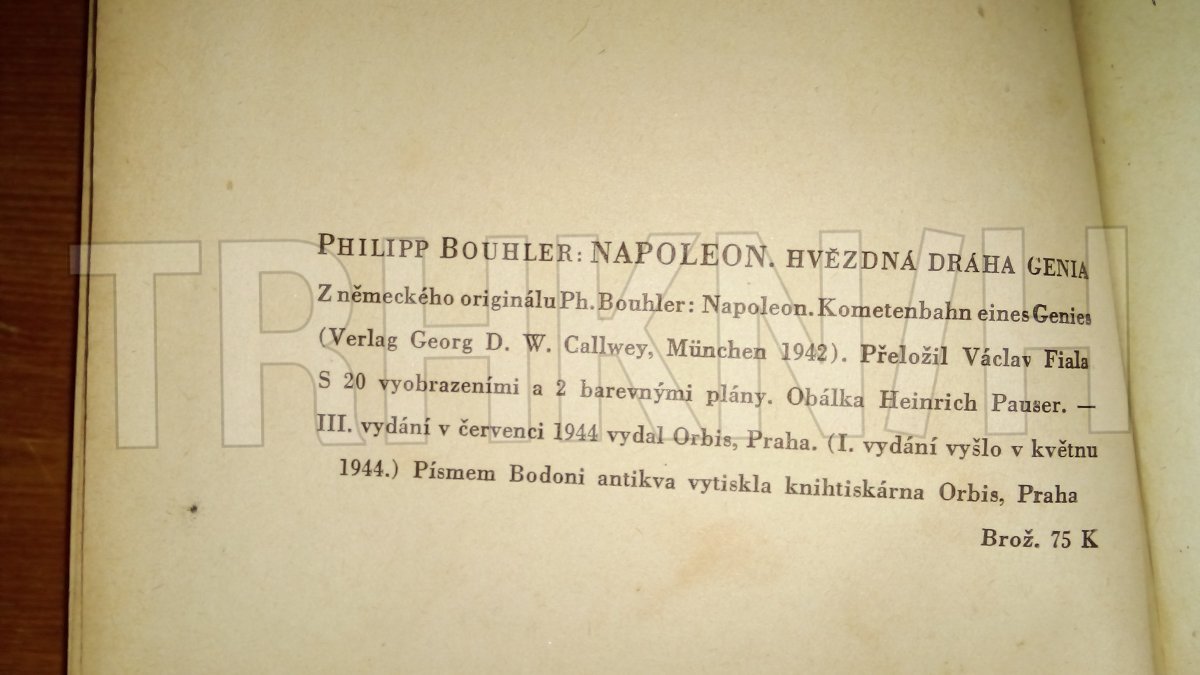 PHILIPP BOUHLER: NAPOLEON. HVĚZDNÁ DRÁHA GENIA
Z německého originálu Ph. Bouhler: Napoleon. Kometenbahn eines Genies
(Verlag Georg D. W. Callwey, München 1942). Přeložil Václav Fiala
S 20 vyobrazeními a 2 barevnými plány. Obálka Heinrich Pauser. —
III. vydání v červenci 1944 vydal Orbis, Praha. (I. vydání vyšlo v květnu
1944.) Písmem Bodoni antikva vytiskla knihtiskárna Orbis, Praha
Brož. 75 K
TRHKNIH